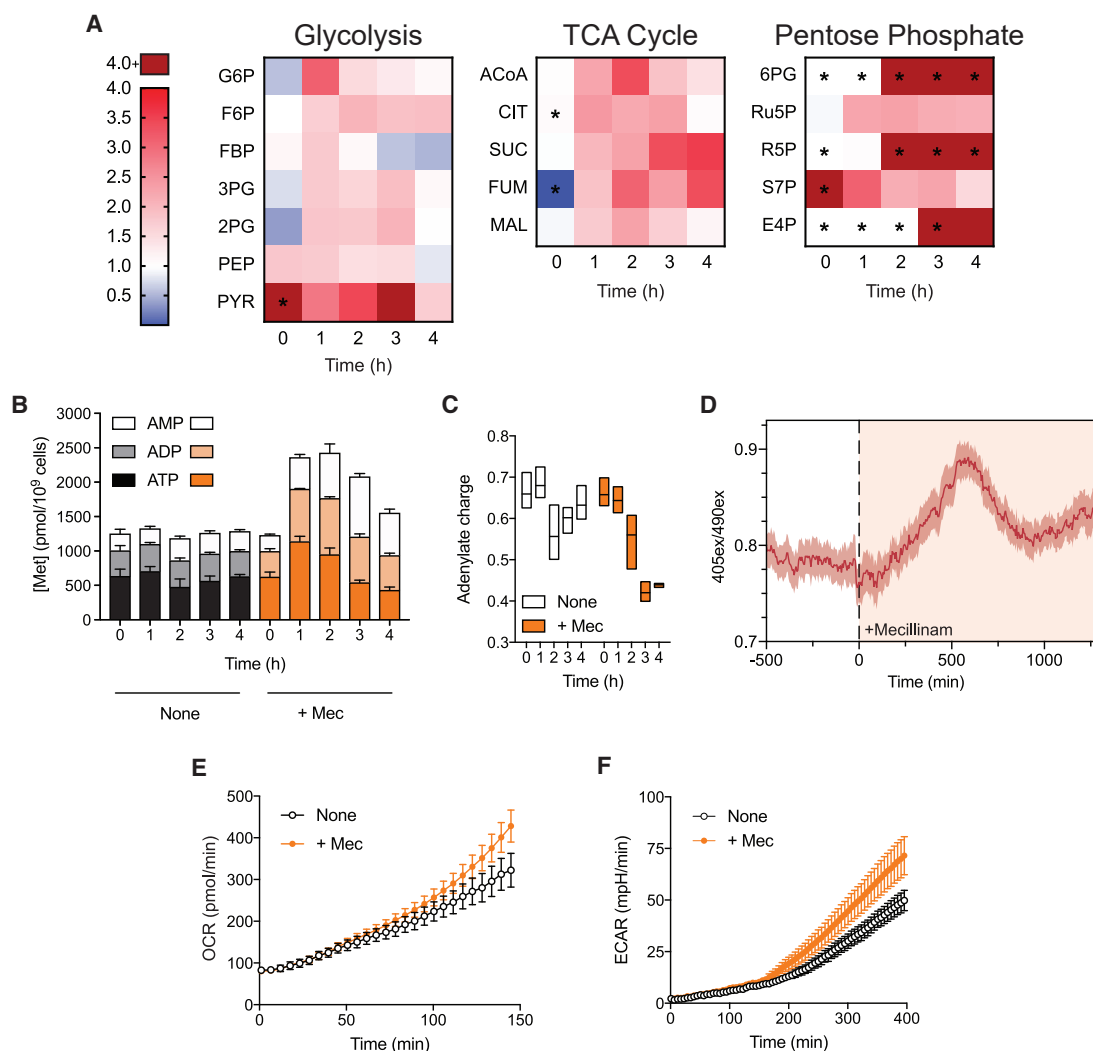 A
Glycolysis
TCA Cycle
Pentose Phosphate
4.0+
4.0
3.5
3.0
2.5
2.0
1.5
1.0
0.5
G6P
F6P
FBP
3PG
2PG
PEP
PYR
*
0 1 2 3 4
Time (h)
ACoA
CIT *
SUC
FUM *
MAL
0 1 2 3 4
Time (h)
6PG * * * * *
Ru5P
R5P * * * *
S7P *
E4P * * * *
0 1 2 3 4
Time (h)
B
[Met] (pmol/10⁹ cells)
3000
2500
2000
1500
1000
500
0
AMP
ADP
ATP
0 1 2 3 4 0 1 2 3 4
Time (h)
None
+ Mec
C
Adenylate charge
0.8
0.7
0.6
0.5
0.4
0.3
None
+ Mec
0 1 2 3 4 0 1 2 3 4
Time (h)
D
405ex/490ex
0.9
0.8
0.7
+Mecillinam
-500 0 500 1000
Time (min)
E
OCR (pmol/min)
500
400
300
200
100
0
None
+ Mec
0 50 100 150
Time (min)
F
ECAR (mpH/min)
100
75
50
25
0
None
+ Mec
0 100 200 300 400
Time (min)